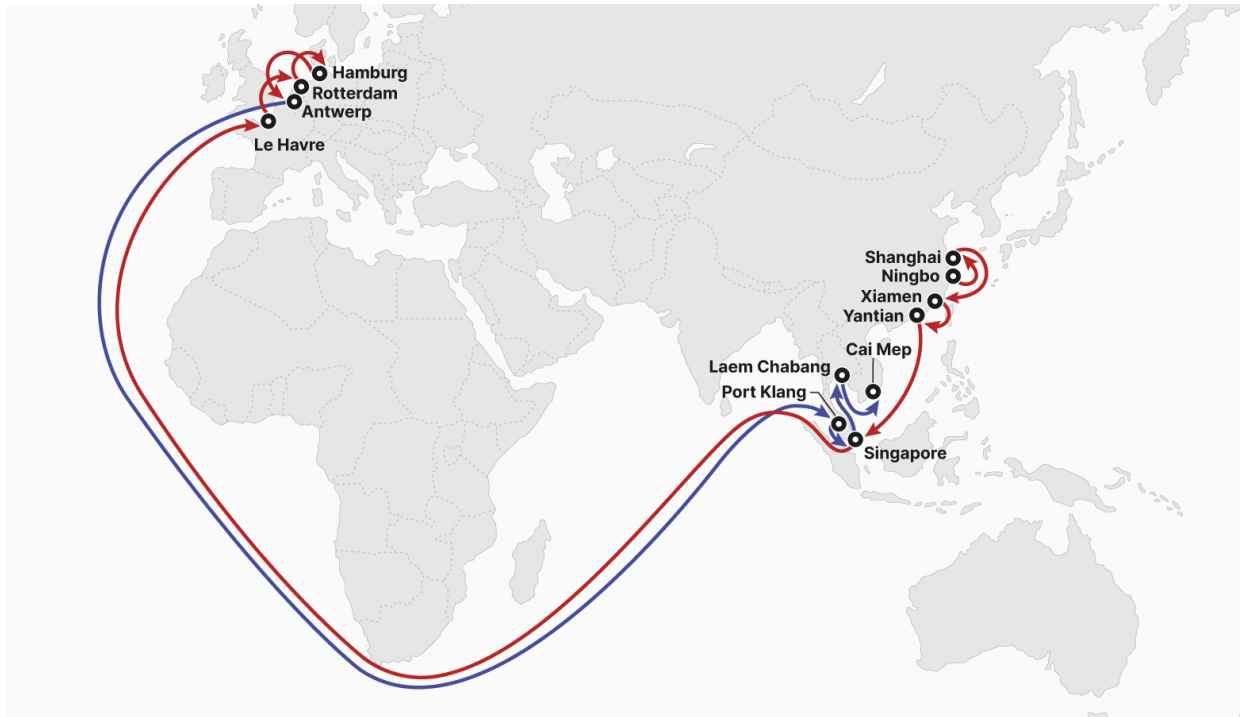 Hamburg
Rotterdam
Antwerp
Le Havre
Shanghai
Ningbo
Xiamen
Yantian
Cai Mep
Laem Chabang
Port Klang
Singapore